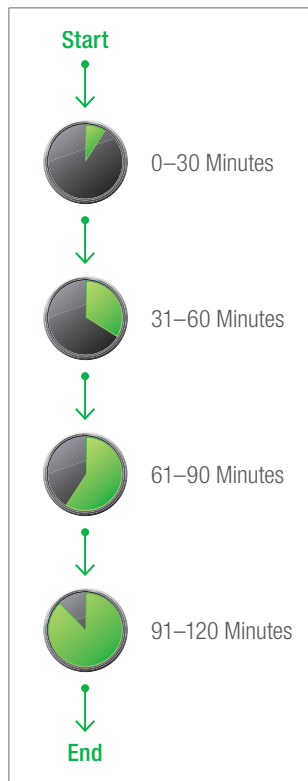 Start
0–30 Minutes
31–60 Minutes
61–90 Minutes
91–120 Minutes
End